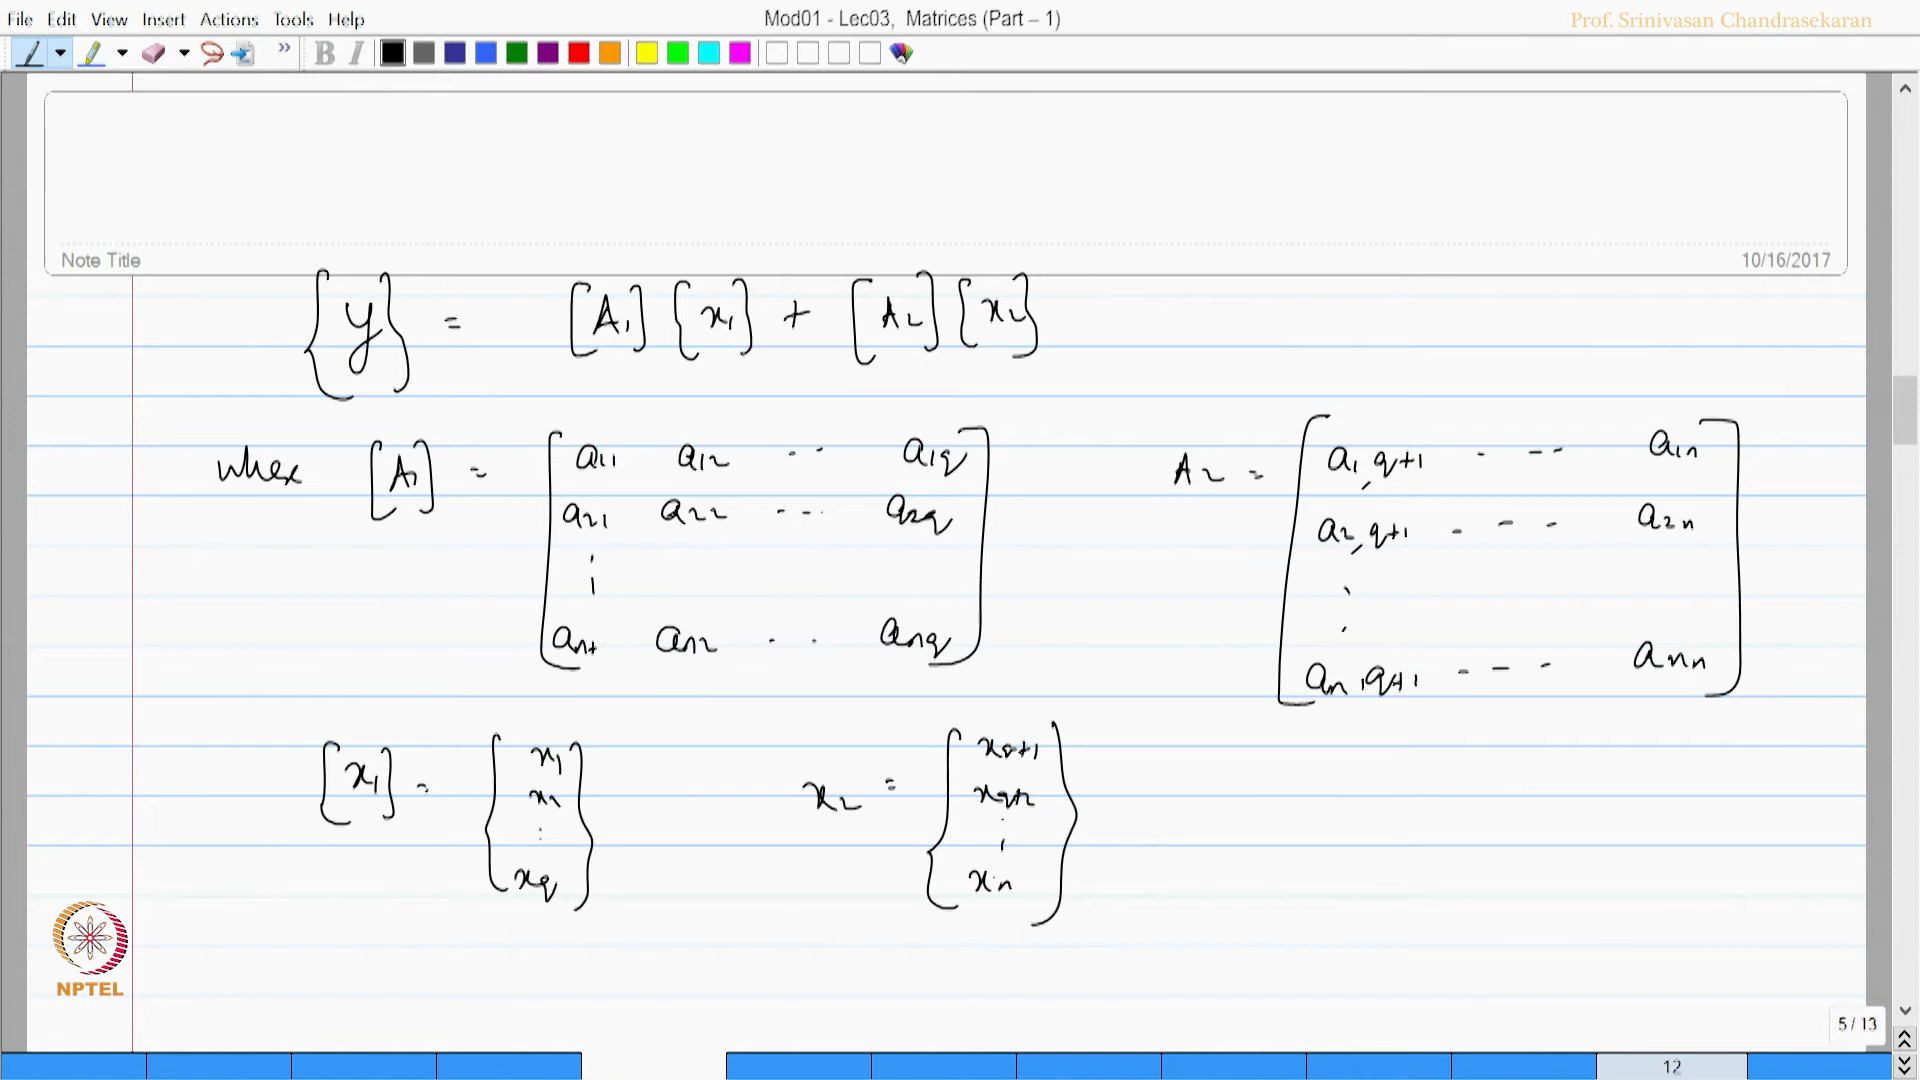 File Edit View Insert Actions Tools Help
Mod01 - Lec03, Matrices (Part – 1)
Prof. Srinivasan Chandrasekaran
B I
Note Title
10/16/2017
{y} = [A₁] {x₁} + [A₂] {x₂}
where [A₁] = [a₁₁ a₁₂ .. a₁q
a₂₁ a₂₂ ... a₂q
⋮
aₙ₁ aₙ₂ .. aₙq]
A₂ = [a₁,q+1 - -- a₁ₙ
a₂,q+1 - - - a₂ₙ
⋮
aₙ,q+1 - - - aₙₙ]
[x₁] = {x₁
x₂
⋮
xq}
x₂ = {xq+1
xq+2
⋮
xₙ}
NPTEL
5 / 13
12